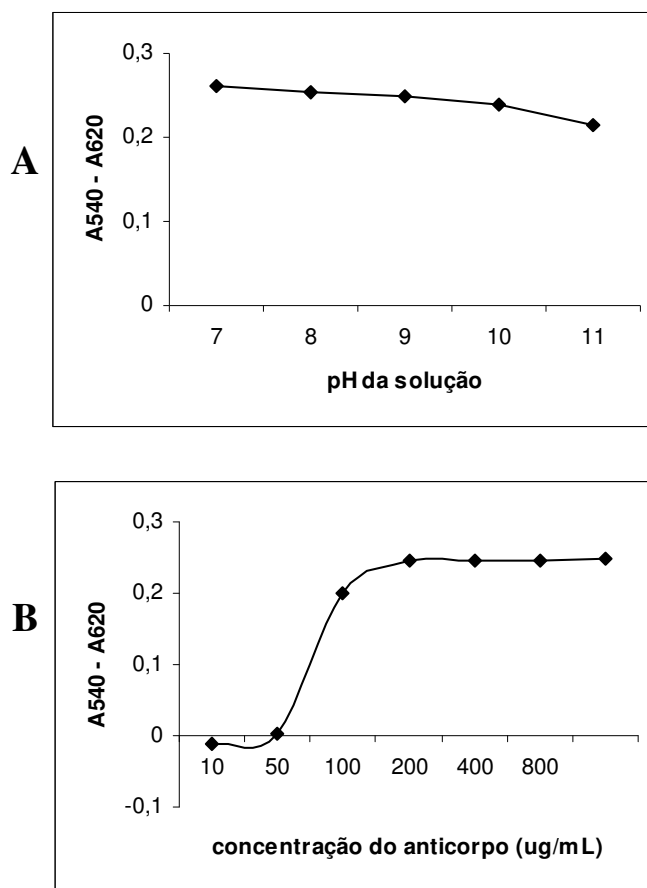 A
A540 - A620
0,3
0,2
0,1
0
7 8 9 10 11
pH da solução
B
A540 - A620
0,3
0,2
0,1
0
-0,1
10 50 100 200 400 800
concentração do anticorpo (ug/mL)